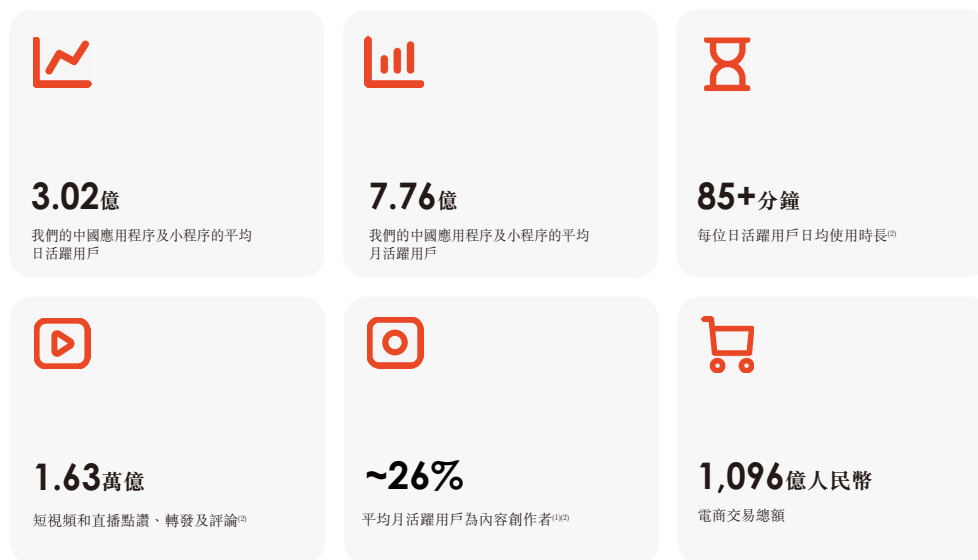 3.02億
我們的中國應用程序及小程序的平均
日活躍用戶
7.76億
我們的中國應用程序及小程序的平均
月活躍用戶
85+分鐘
每位日活躍用戶日均使用時長(2)
1.63萬億
短視頻和直播點讚、轉發及評論(2)
~26%
平均月活躍用戶為內容創作者(1)(2)
1,096億人民幣
電商交易總額